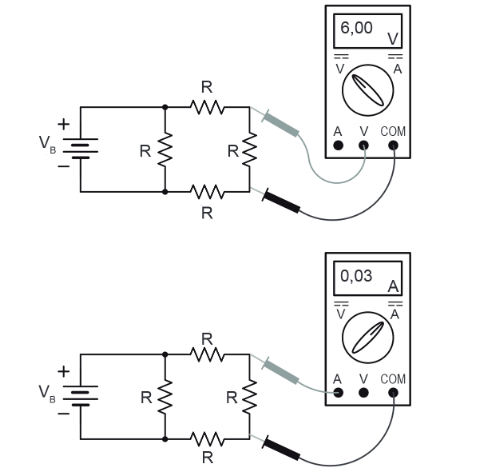 6,00 V
V A
A V COM
R
R R
R
+
V_B
−
0,03 A
V A
A V COM
R
R R
R
+
V_B
−